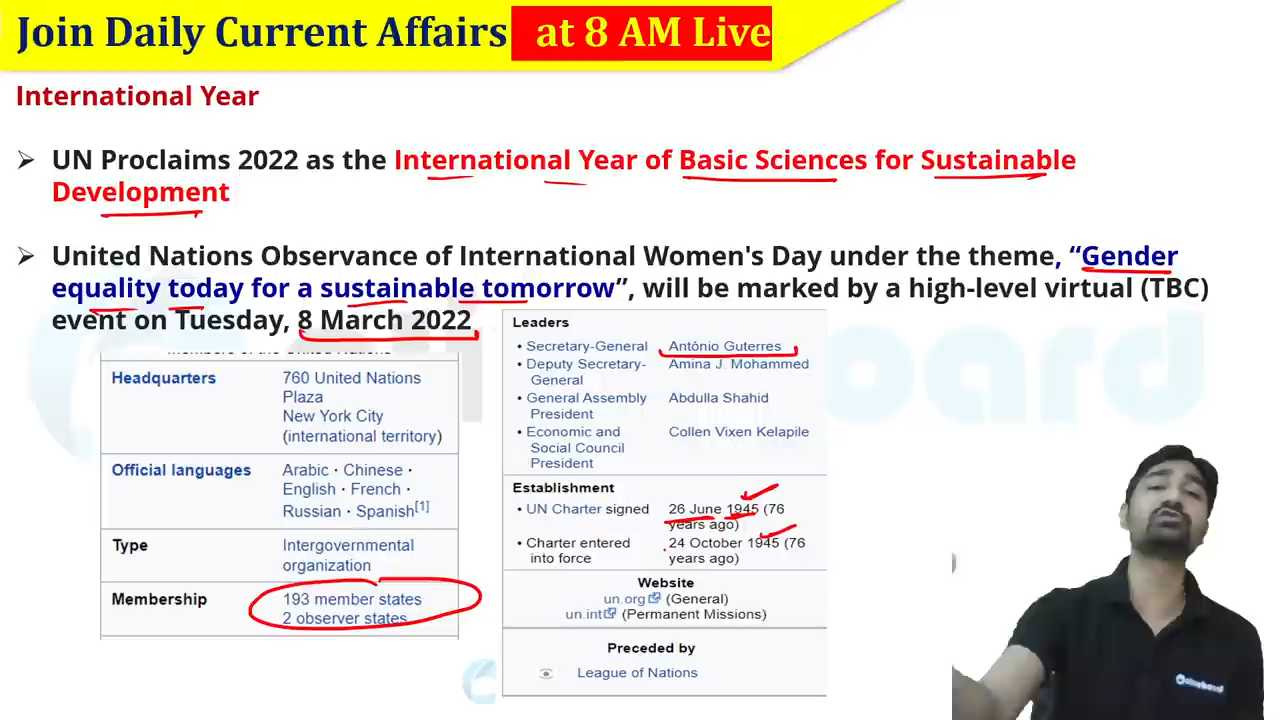 Join Daily Current Affairs at 8 AM Live
International Year
UN Proclaims 2022 as the International Year of Basic Sciences for Sustainable
Development
United Nations Observance of International Women's Day under the theme, “Gender
equality today for a sustainable tomorrow”, will be marked by a high-level virtual (TBC)
event on Tuesday, 8 March 2022
Members of the United Nations
Headquarters 760 United Nations
Plaza
New York City
(international territory)
Official languages Arabic · Chinese ·
English · French ·
Russian · Spanish[1]
Type Intergovernmental
organization
Membership 193 member states
2 observer states
Leaders
• Secretary-General António Guterres
• Deputy Secretary- Amina J. Mohammed
General
• General Assembly Abdulla Shahid
President
• Economic and Collen Vixen Kelapile
Social Council
President
Establishment
• UN Charter signed 26 June 1945 (76
years ago)
• Charter entered 24 October 1945 (76
into force years ago)
Website
un.org (General)
un.int (Permanent Missions)
Preceded by
League of Nations